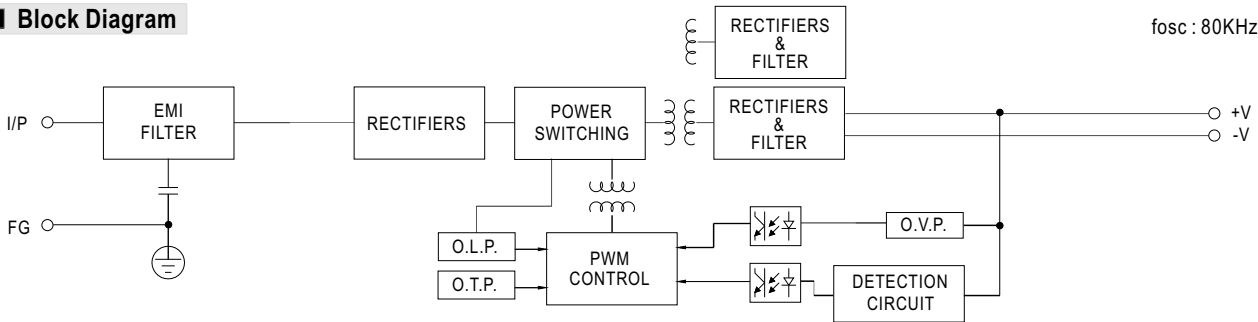 Block Diagram
fosc : 80KHz
RECTIFIERS
&
FILTER
I/P
EMI
FILTER
RECTIFIERS
POWER
SWITCHING
RECTIFIERS
&
FILTER
+V
-V
FG
O.L.P.
O.T.P.
PWM
CONTROL
O.V.P.
DETECTION
CIRCUIT